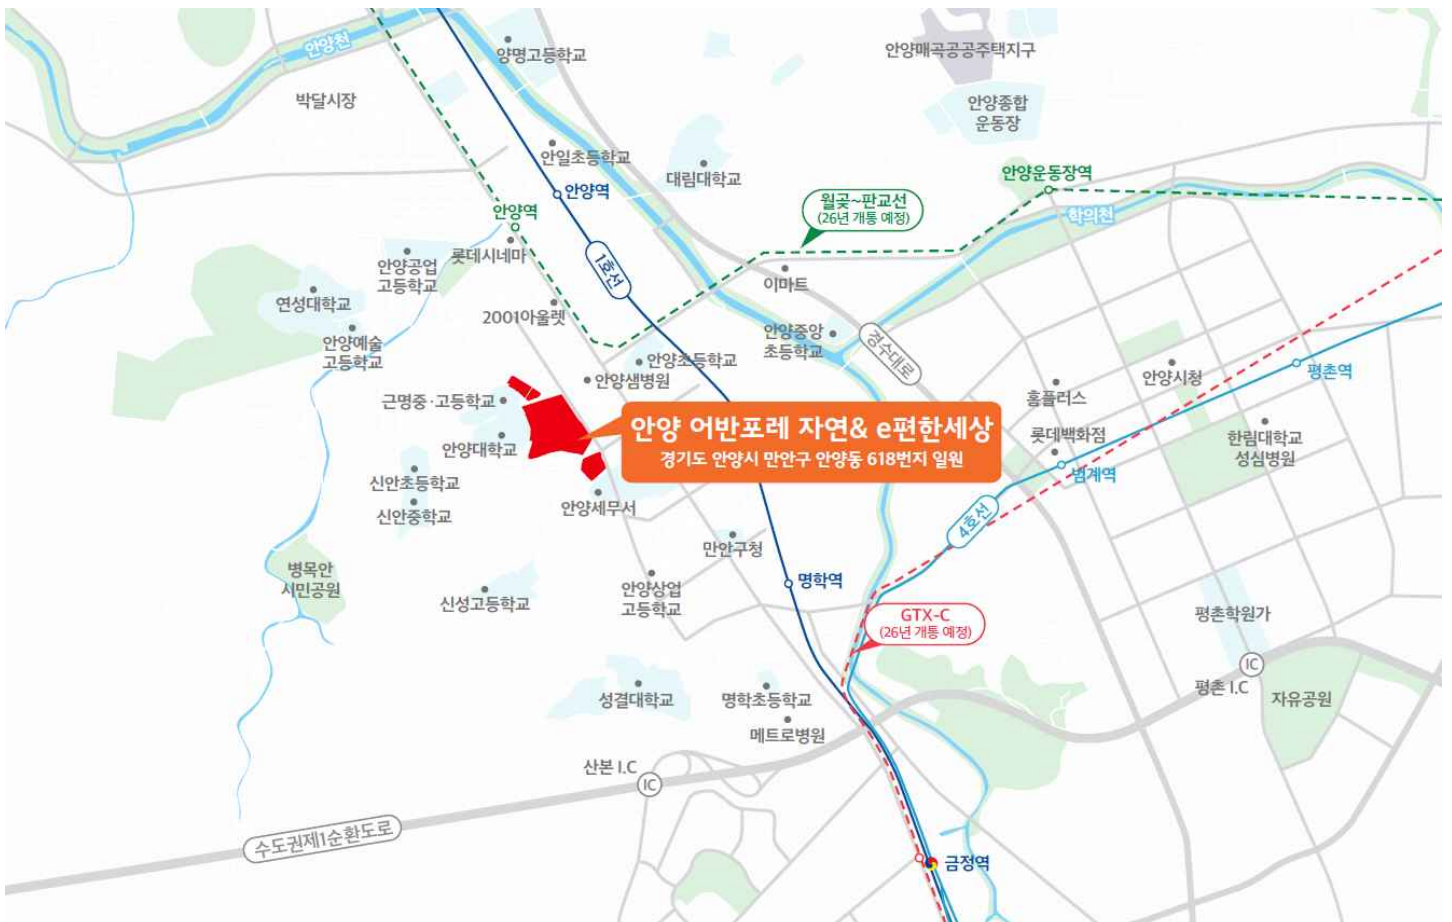 안양천
양명고등학교
안양매곡공공주택지구
박달시장
안양종합
운동장
안일초등학교
대림대학교
안양역
안양운동장역
안양역
월곶~판교선
(26년 개통 예정)
학의천
롯데시네마
안양공업
고등학교
1호선
이마트
연성대학교
2001아울렛
안양예술
고등학교
안양중앙
초등학교
경수대로
안양초등학교
안양샘병원
안양시청
평촌역
홈플러스
근명중·고등학교
안양 어반포레 자연& e편한세상
경기도 안양시 만안구 안양동 618번지 일원
롯데백화점
한림대학교
성심병원
안양대학교
범계역
신안초등학교
신안중학교
안양세무서
4호선
만안구청
병목안
시민공원
명학역
신성고등학교
안양상업
고등학교
GTX-C
(26년 개통 예정)
평촌학원가
IC
평촌 I.C
자유공원
성결대학교
명학초등학교
메트로병원
산본 I.C
IC
수도권제1순환도로
금정역